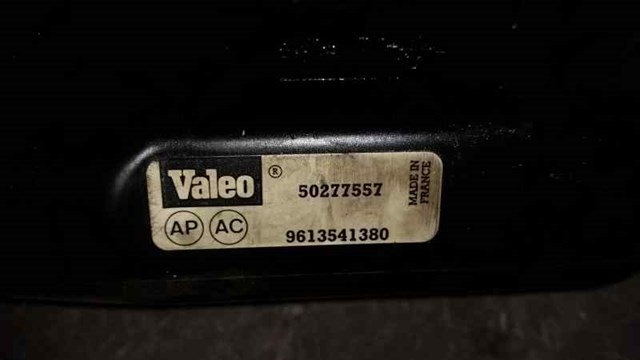 Valeo ®
50277557
MADE IN
FRANCE
AP AC
9613541380